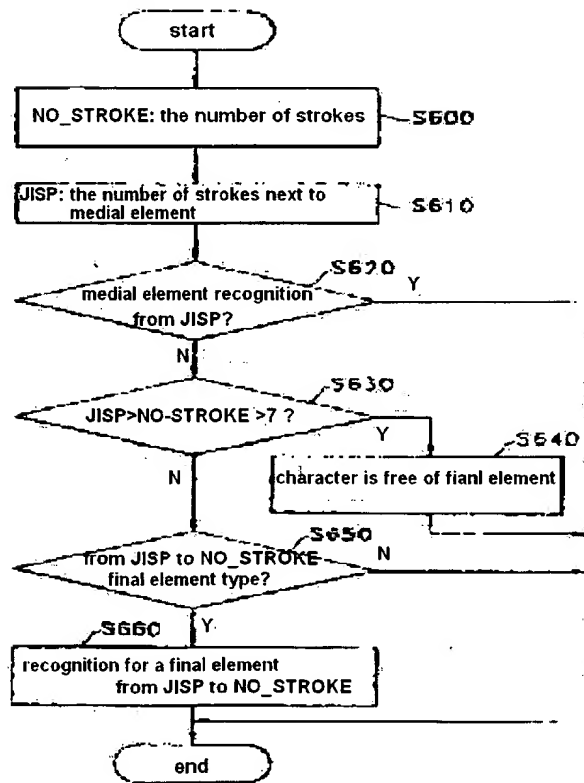 start
NO_STROKE: the number of strokes
S600
JISP: the number of strokes next to
medial element
S610
S620
medial element recognition
from JISP?
Y
N
S630
JISP>NO-STROKE >7 ?
Y
S640
character is free of fianl element
N
S650
from JISP to NO_STROKE
final element type?
N
S660
Y
recognition for a final element
from JISP to NO_STROKE
end